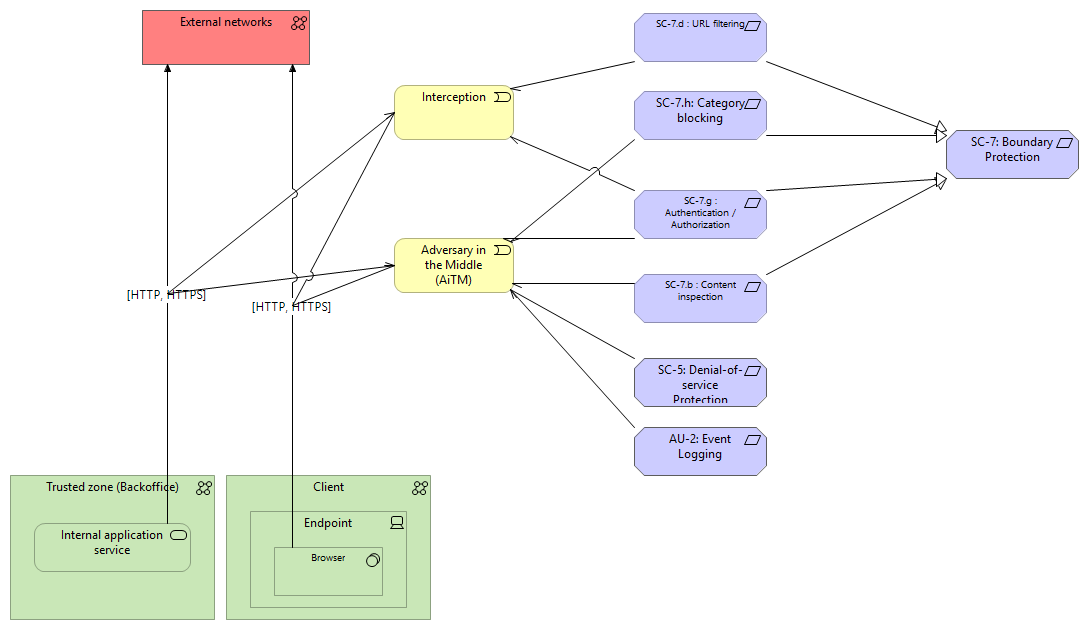 External networks
SC-7.d : URL filtering
Interception
SC-7.h: Category
blocking
SC-7: Boundary
Protection
SC-7.g :
Authentication /
Authorization
Adversary in
the Middle
(AiTM)
SC-7.b : Content
inspection
[HTTP, HTTPS]
[HTTP, HTTPS]
SC-5: Denial-of-
service
Protection
AU-2: Event
Logging
Trusted zone (Backoffice)
Internal application
service
Client
Endpoint
Browser